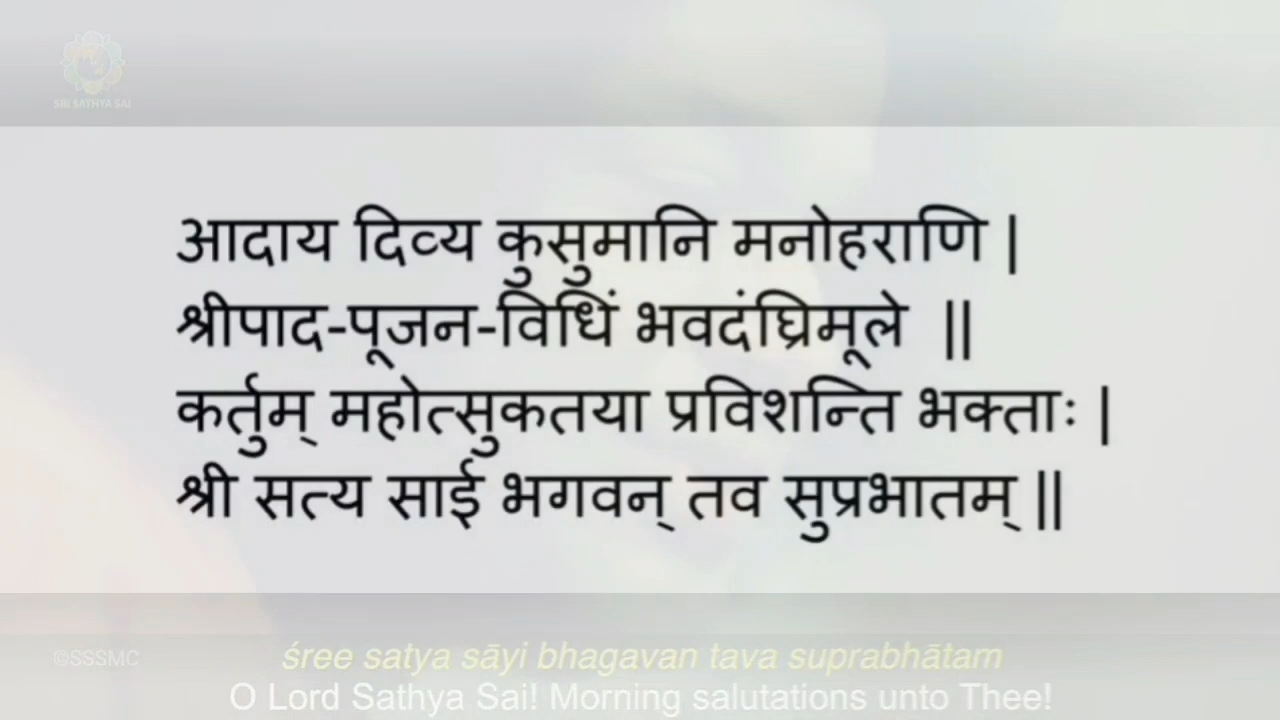 SRI SATHYA SAI
आदाय दिव्य कुसुमानि मनोहराणि |
श्रीपाद-पूजन-विधिं भवदंघ्रिमूले ||
कर्तुम् महोत्सुकतया प्रविशन्ति भक्ताः |
श्री सत्य साई भगवन् तव सुप्रभातम् ||
©SSSMC
śree satya sāyi bhagavan tava suprabhātam
O Lord Sathya Sai! Morning salutations unto Thee!